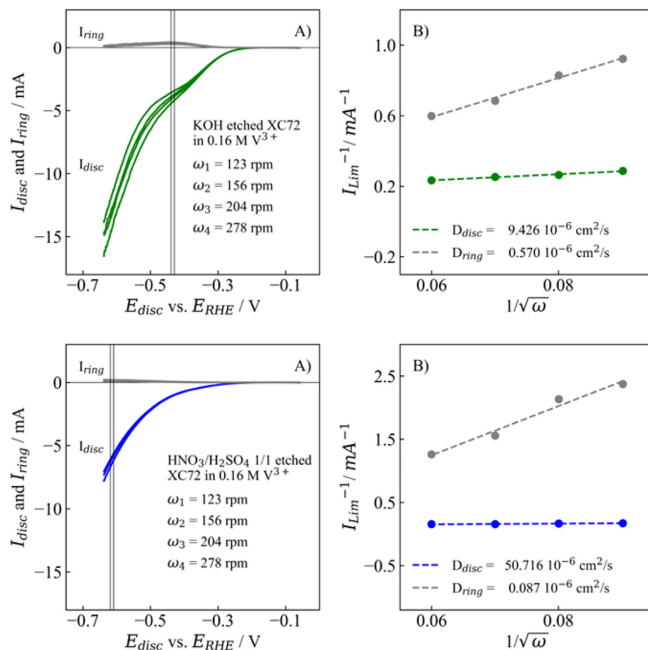 I_ring
A)
I_disc and I_ring / mA
0
−5
−10
−15
I_disc
KOH etched XC72
in 0.16 M V³⁺
ω₁ = 123 rpm
ω₂ = 156 rpm
ω₃ = 204 rpm
ω₄ = 278 rpm
−0.7 −0.5 −0.3 −0.1
E_disc vs. E_RHE / V
B)
I_Lim⁻¹/ mA⁻¹
1.0
0.6
0.2
−0.2
D_disc = 9.426 10⁻⁶ cm²/s
D_ring = 0.570 10⁻⁶ cm²/s
0.06 0.08
1/√ω
I_ring
A)
I_disc and I_ring / mA
0
−5
−10
−15
I_disc
HNO₃/H₂SO₄ 1/1 etched
XC72 in 0.16 M V³⁺
ω₁ = 123 rpm
ω₂ = 156 rpm
ω₃ = 204 rpm
ω₄ = 278 rpm
−0.7 −0.5 −0.3 −0.1
E_disc vs. E_RHE / V
B)
I_Lim⁻¹/ mA⁻¹
2.5
1.5
0.5
−0.5
D_disc = 50.716 10⁻⁶ cm²/s
D_ring = 0.087 10⁻⁶ cm²/s
0.06 0.08
1/√ω